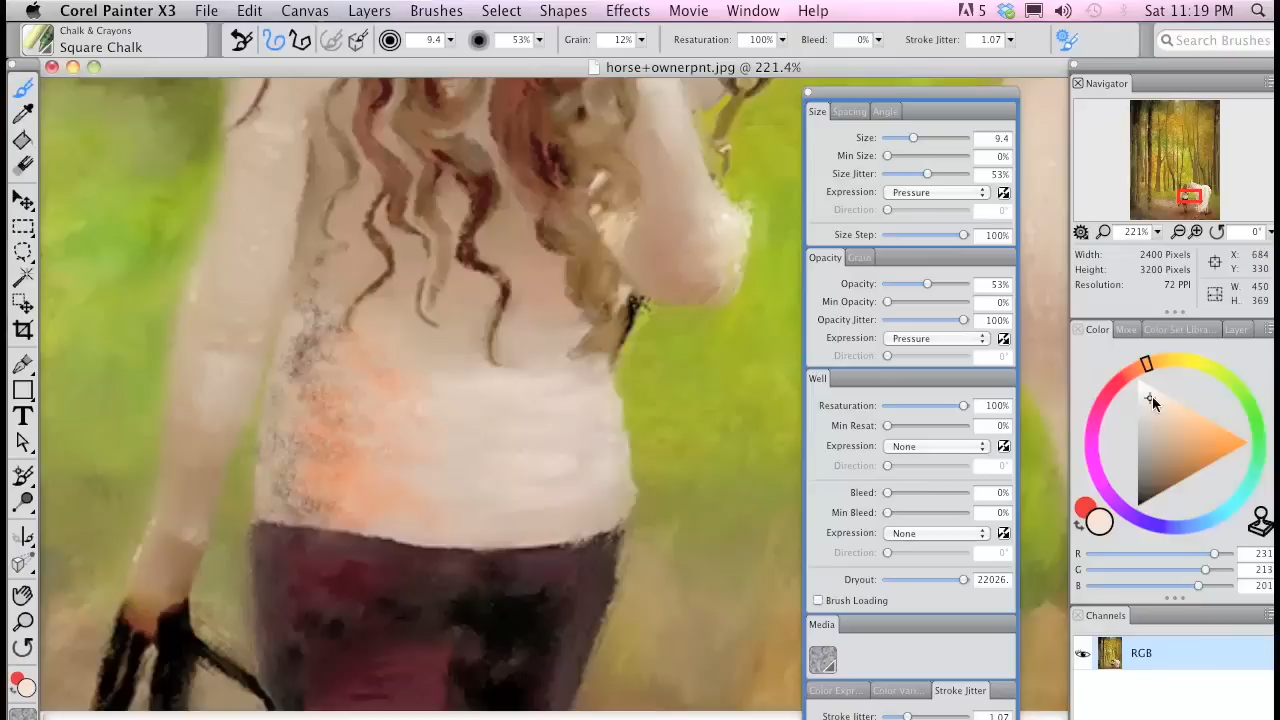 Corel Painter X3 File Edit Canvas Layers Brushes Select Shapes Effects Movie Window Help 5 Sat 11:19 PM
Chalk & Crayons
Square Chalk
9.4 53% Grain: 12% Resaturation: 100% Bleed: 0% Stroke Jitter: 1.07 Search Brushes
horse+ownerpnt.jpg @ 221.4%
Size Spacing Angle
Size: 9.4
Min Size: 0%
Size Jitter: 53%
Expression: Pressure
Direction: 0°
Size Step: 100%
Opacity Grain
Opacity: 53%
Min Opacity: 0%
Opacity Jitter: 100%
Expression: Pressure
Direction: 0°
Well
Resaturation: 100%
Min Resat: 0%
Expression: None
Direction: 0°
Bleed: 0%
Min Bleed: 0%
Expression: None
Direction: 0°
Dryout: 22026.
Brush Loading
Media
Color Expr... Color Vari... Stroke Jitter
Stroke Jitter: 1.07
Navigator
221% 0°
Width: 2400 Pixels X: 684
Height: 3200 Pixels Y: 330
Resolution: 72 PPI W: 450
H: 369
Color Mixe Color Set Libra... Layer
R 231
G 213
B 201
Channels
RGB
T